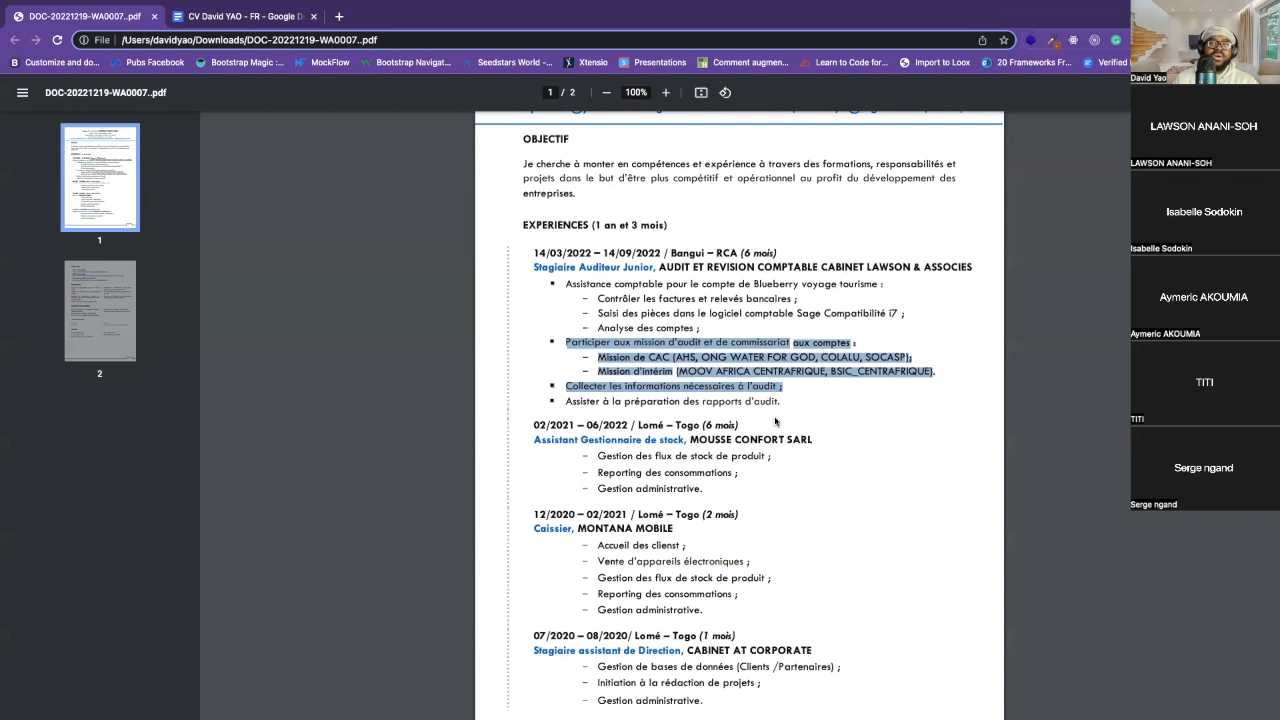 DOC-20221219-WA0007..pdf
CV David YAO - FR - Google D
File /Users/davidyao/Downloads/DOC-20221219-WA0007..pdf
Customize and do...
Pubs Facebook
Bootstrap Magic :...
MockFlow
Bootstrap Navigat...
Seedstars World -...
Xtensio
Presentations
Comment augmen...
Learn to Code for...
Import to Loox
20 Frameworks Fr...
Verified
DOC-20221219-WA0007..pdf
1 / 2
100%
1
2
OBJECTIF
Je cherche à monter en compétences et expérience à travers des formations, responsabilités et
projets dans le but d'être plus compétitif et opérationnel au profit du développement des
entreprises.
EXPERIENCES (1 an et 3 mois)
14/03/2022 – 14/09/2022 / Bangui – RCA (6 mois)
Stagiaire Auditeur Junior, AUDIT ET REVISION COMPTABLE CABINET LAWSON & ASSOCIES
▪ Assistance comptable pour le compte de Blueberry voyage tourisme :
– Contrôler les factures et relevés bancaires ;
– Saisi des pièces dans le logiciel comptable Sage Compatibilité i7 ;
– Analyse des comptes ;
▪ Participer aux mission d'audit et de commissariat aux comptes :
– Mission de CAC (AHS, ONG WATER FOR GOD, COLALU, SOCASP);
– Mission d'intérim (MOOV AFRICA CENTRAFRIQUE, BSIC_CENTRAFRIQUE).
▪ Collecter les informations nécessaires à l'audit ;
▪ Assister à la préparation des rapports d'audit.
02/2021 – 06/2022 / Lomé – Togo (6 mois)
Assistant Gestionnaire de stock, MOUSSE CONFORT SARL
– Gestion des flux de stock de produit ;
– Reporting des consommations ;
– Gestion administrative.
12/2020 – 02/2021 / Lomé – Togo (2 mois)
Caissier, MONTANA MOBILE
– Accueil des clienst ;
– Vente d'appareils électroniques ;
– Gestion des flux de stock de produit ;
– Reporting des consommations ;
– Gestion administrative.
07/2020 – 08/2020/ Lomé – Togo (1 mois)
Stagiaire assistant de Direction, CABINET AT CORPORATE
– Gestion de bases de données (Clients /Partenaires) ;
– Initiation à la rédaction de projets ;
– Gestion administrative.
David Yao
LAWSON ANANI-SOH
LAWSON ANANI-SOH
Isabelle Sodokin
Isabelle Sodokin
Aymeric AKOUMIA
Aymeric AKOUMIA
TITI
TITI
Serge ngand
Serge ngand